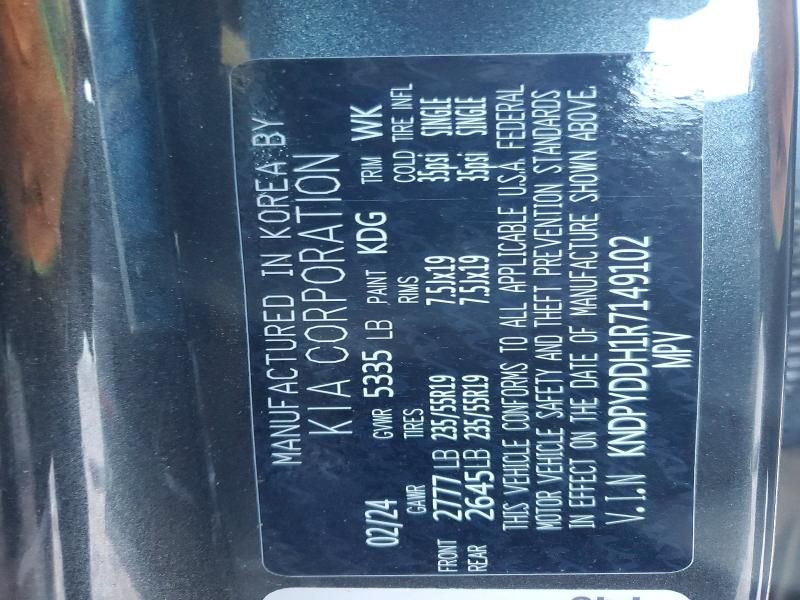 MANUFACTURED IN KOREA BY
KIA CORPORATION
02/24 GVWR 5335 LB PAINT KDG TRIM WK
GAWR TIRES RIMS COLD TIRE INFL
FRONT 2777 LB 235/55R19 7.5Jx19 35psi SINGLE
REAR 2645LB 235/55R19 7.5Jx19 35psi SINGLE
THIS VEHICLE CONFORMS TO ALL APPLICABLE U.S.A. FEDERAL
MOTOR VEHICLE SAFETY AND THEFT PREVENTION STANDARDS
IN EFFECT ON THE DATE OF MANUFACTURE SHOWN ABOVE.
V.I.N KNDPYDDH1R7149102
MPV